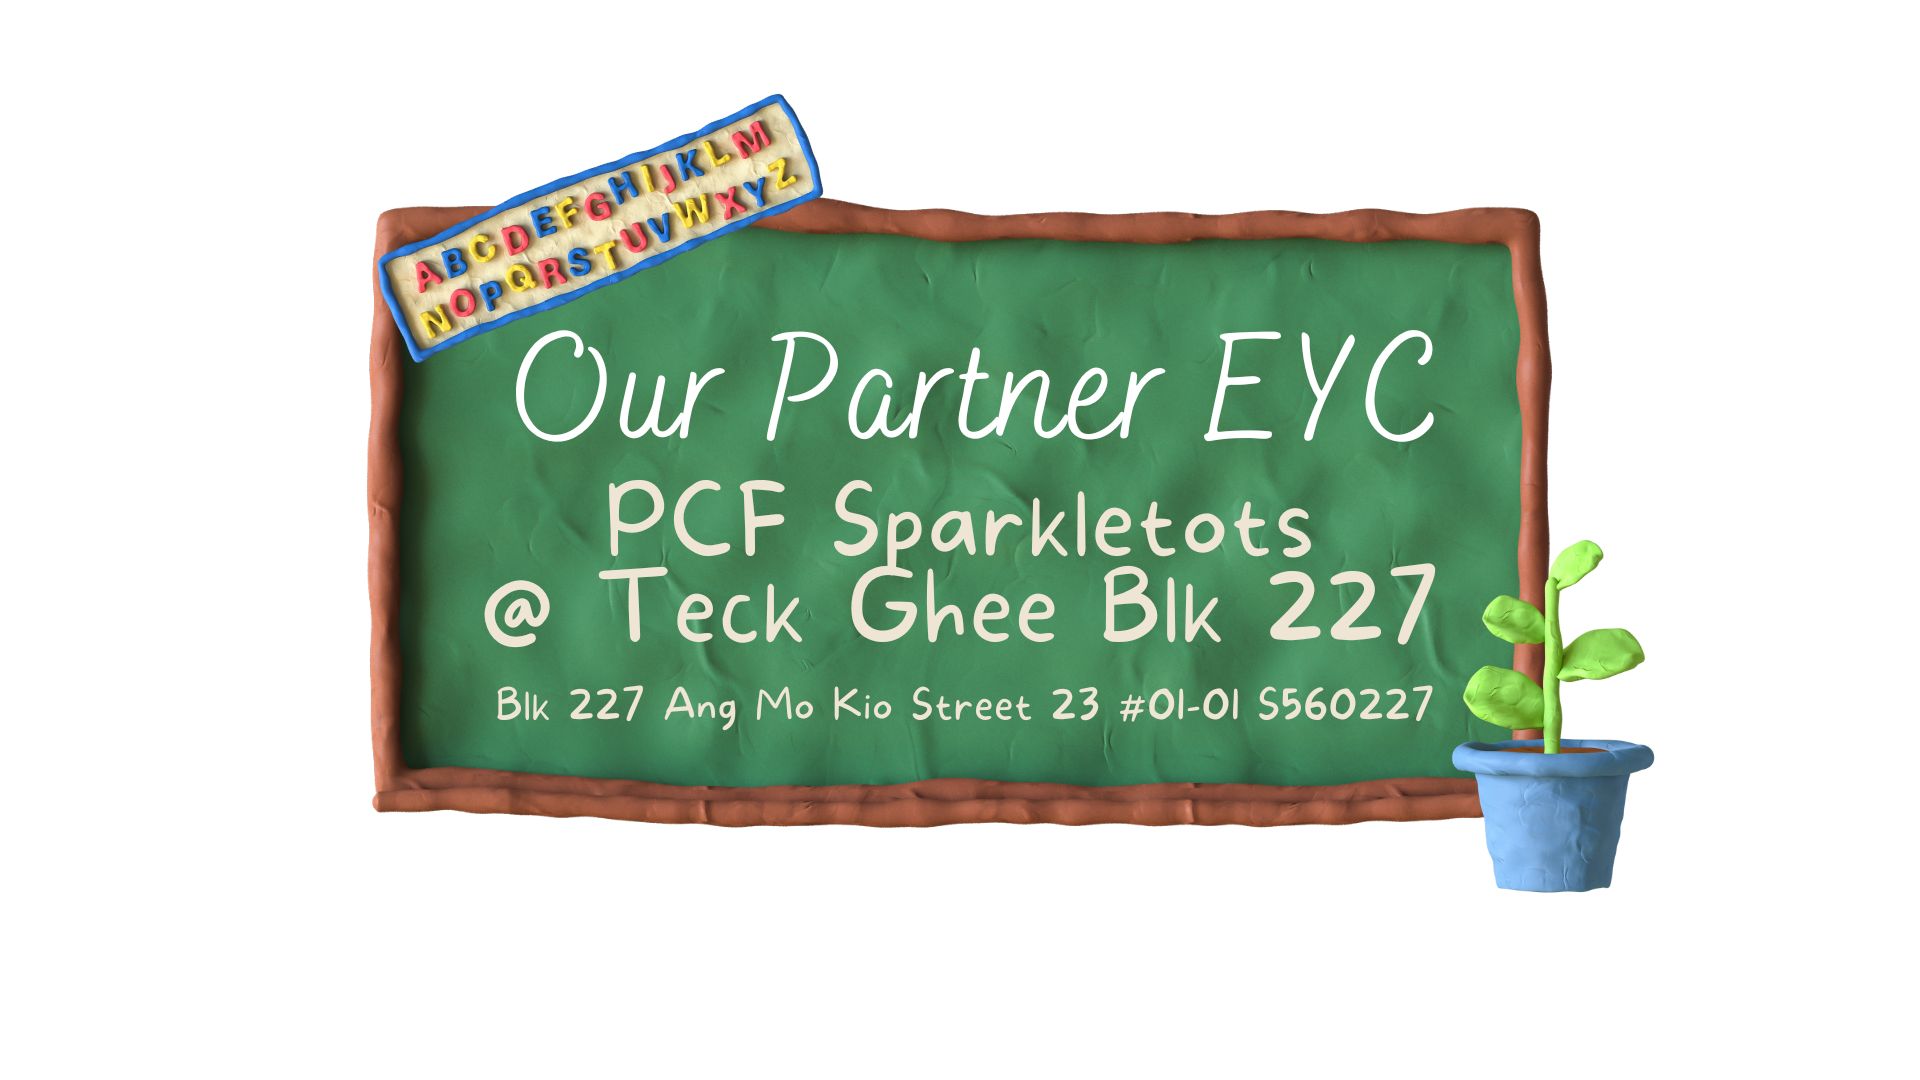 ABCDEFGHIJKLM
NOPQRSTUVWXYZ
Our Partner EYC
PCF Sparkletots
@ Teck Ghee Blk 227
Blk 227 Ang Mo Kio Street 23 #01-01 S560227